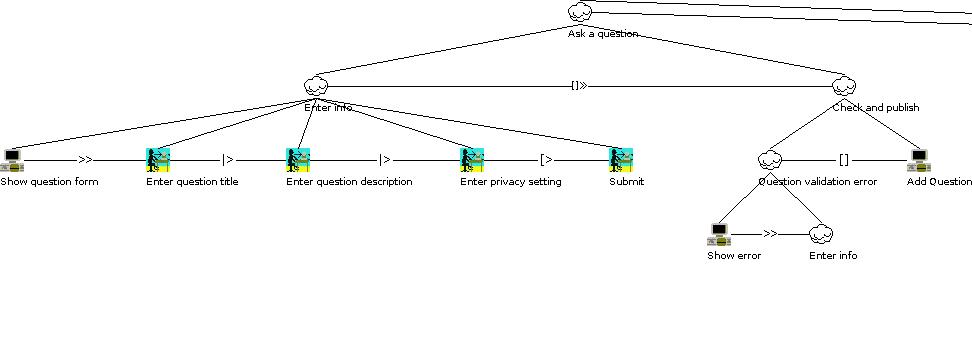 Ask a question
Enter info
[]>>
Check and publish
Show question form
>>
Enter question title
|>
Enter question description
|>
Enter privacy setting
[>
Submit
Question validation error
[]
Add Question
Show error
>>
Enter info